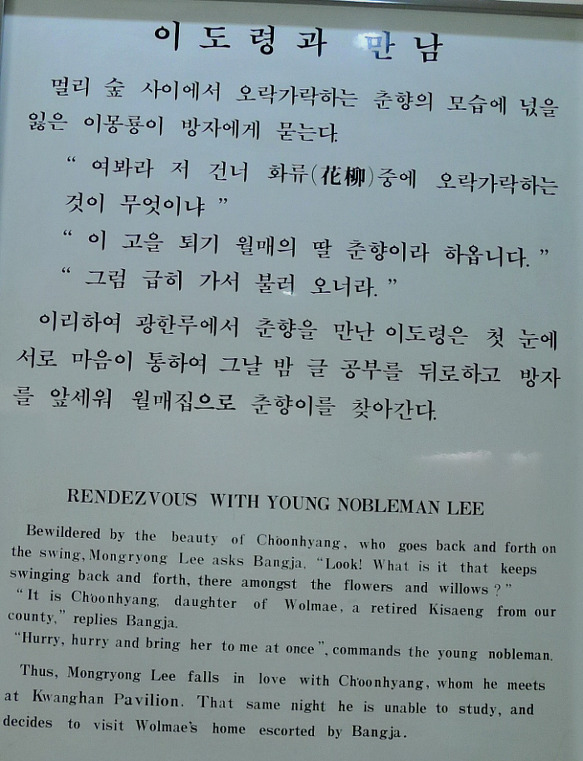 이도령과 만남
멀리 숲 사이에서 오락가락하는 춘향의 모습에 넋을
잃은 이몽룡이 방자에게 묻는다.
“ 여봐라 저 건너 화류(花柳)중에 오락가락하는
것이 무엇이냐 ”
“ 이 고을 퇴기 월매의 딸 춘향이라 하옵니다. ”
“ 그럼 급히 가서 불러 오너라. ”
이리하여 광한루에서 춘향을 만난 이도령은 첫 눈에
서로 마음이 통하여 그날 밤 글 공부를 뒤로하고 방자
를 앞세워 월매집으로 춘향이를 찾아간다.
RENDEZVOUS WITH YOUNG NOBLEMAN LEE
Bewildered by the beauty of Ch'oonhyang, who goes back and forth on
the swing, Mongryong Lee asks Bangja. “Look! What is it that keeps
swinging back and forth, there amongst the flowers and willows ? ”
“ It is Ch'oonhyang, daughter of Wolmae, a retired Kisaeng from our
county,” replies Bangja.
“Hurry, hurry and bring her to me at once ”, commands the young nobleman.
Thus, Mongryong Lee falls in love with Ch'oonhyang, whom he meets
at Kwanghan Pavilion. That same night he is unable to study, and
decides to visit Wolmae's home escorted by Bangja.